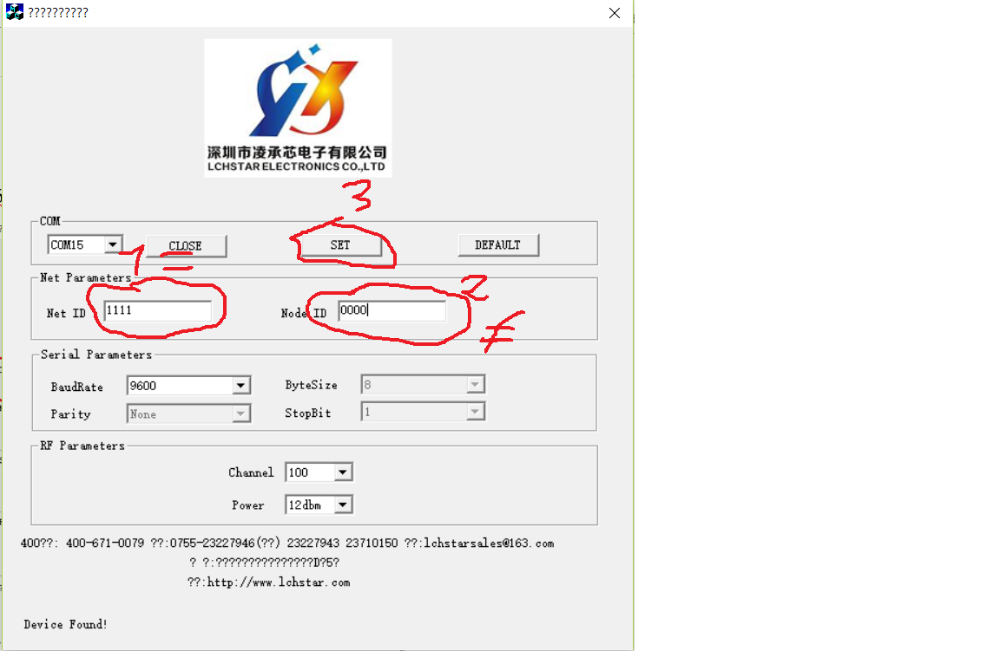 ??????????
深圳市凌承芯电子有限公司
LCHSTAR ELECTRONICS CO.,LTD
3
COM
COM15 CLOSE SET DEFAULT
1 =
Net Parameters
2
Net ID 1111 Node ID 0000
≠
Serial Parameters
BaudRate 9600 ByteSize 8
Parity None StopBit 1
RF Parameters
Channel 100
Power 12dbm
400??: 400-671-0079 ??:0755-23227946(??) 23227943 23710150 ??:lchstarsales@163.com
? ?:???????????????D?5?
??:http://www.lchstar.com
Device Found!